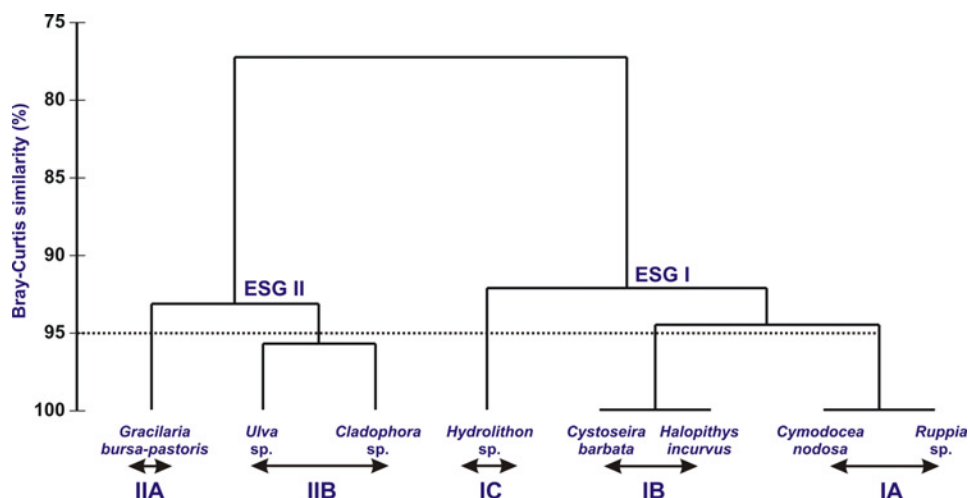 Bray-Curtis similarity (%)
75
80
85
90
95
100
ESG II
ESG I
Gracilaria
bursa-pastoris
Ulva
sp.
Cladophora
sp.
Hydrolithon
sp.
Cystoseira
barbata
Halopithys
incurvus
Cymodocea
nodosa
Ruppia
sp.
IIA
IIB
IC
IB
IA